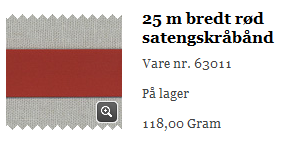 25 m bredt rød
satengskråbånd
Vare nr. 63011
På lager
118,00 Gram